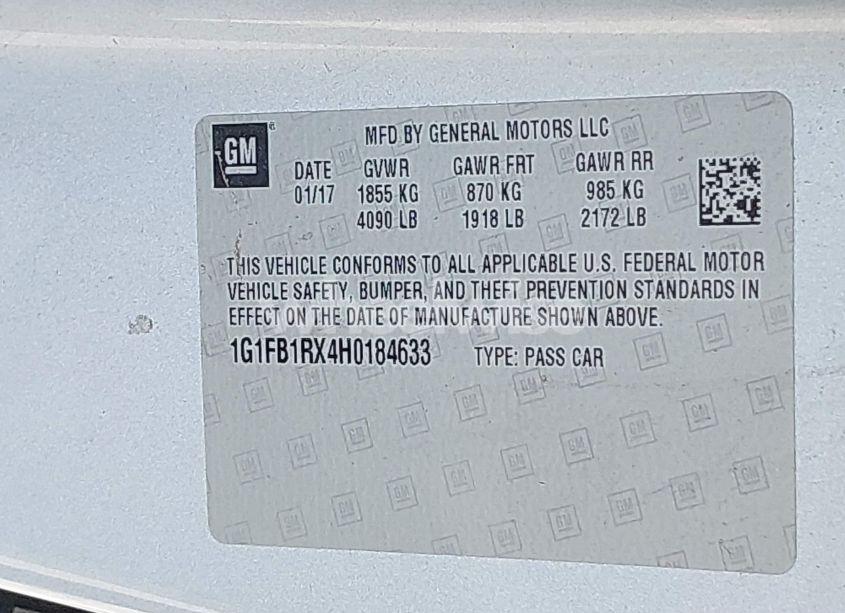 GM
MFD BY GENERAL MOTORS LLC
DATE GVWR GAWR FRT GAWR RR
01/17 1855 KG 870 KG 985 KG
4090 LB 1918 LB 2172 LB
THIS VEHICLE CONFORMS TO ALL APPLICABLE U.S. FEDERAL MOTOR
VEHICLE SAFETY, BUMPER, AND THEFT PREVENTION STANDARDS IN
EFFECT ON THE DATE OF MANUFACTURE SHOWN ABOVE.
1G1FB1RX4H0184633 TYPE: PASS CAR